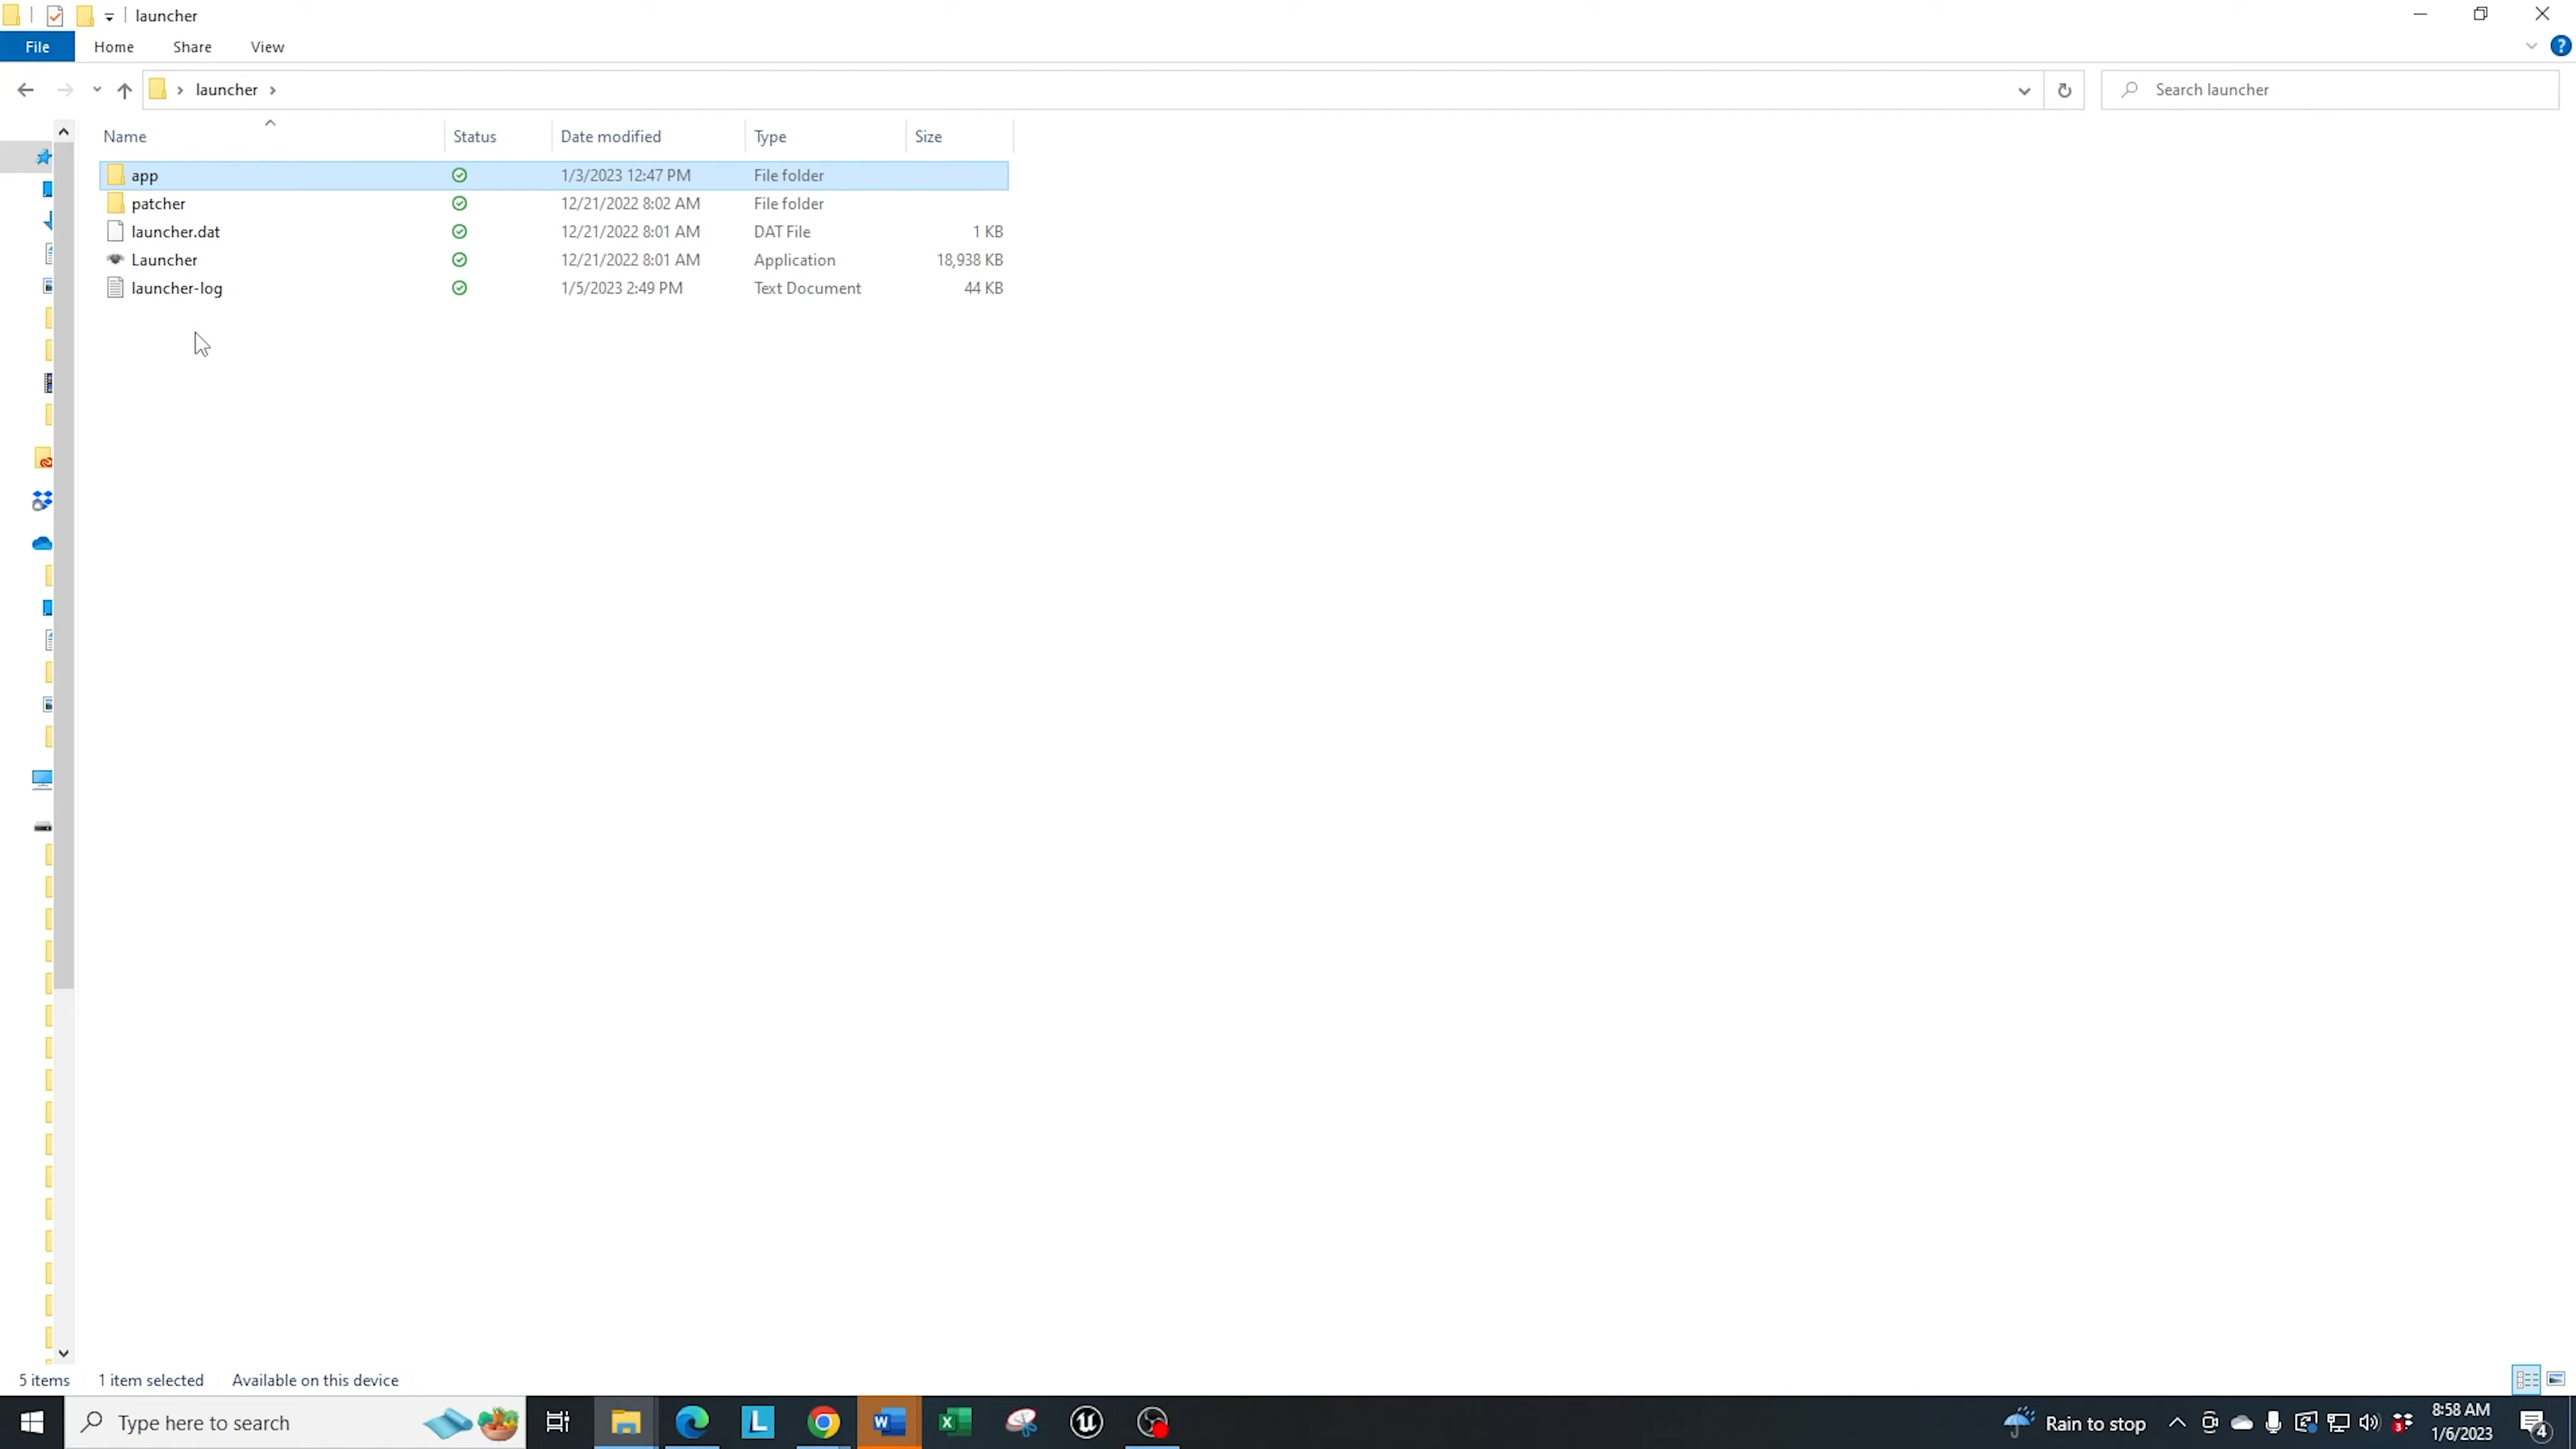 launcher
File Home Share View
launcher
Search launcher
Name Status Date modified Type Size
app 1/3/2023 12:47 PM File folder
patcher 12/21/2022 8:02 AM File folder
launcher.dat 12/21/2022 8:01 AM DAT File 1 KB
Launcher 12/21/2022 8:01 AM Application 18,938 KB
launcher-log 1/5/2023 2:49 PM Text Document 44 KB
5 items 1 item selected Available on this device
Type here to search
Rain to stop
8:58 AM
1/6/2023
4